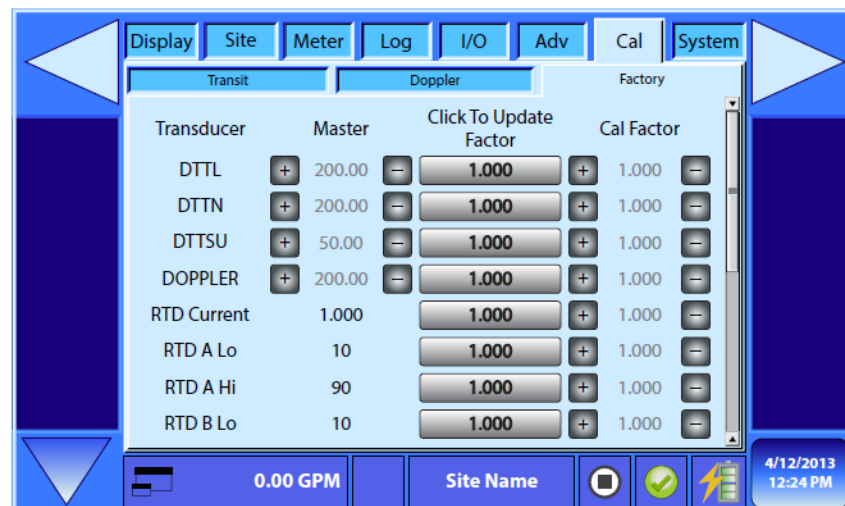 Display Site Meter Log I/O Adv Cal System
Transit Doppler Factory
Transducer Master Click To Update Factor Cal Factor
DTTL + 200.00 − 1.000 + 1.000 −
DTTN + 200.00 − 1.000 + 1.000 −
DTTSU + 50.00 − 1.000 + 1.000 −
DOPPLER + 200.00 − 1.000 + 1.000 −
RTD Current 1.000 1.000 + 1.000 −
RTD A Lo 10 1.000 + 1.000 −
RTD A Hi 90 1.000 + 1.000 −
RTD B Lo 10 1.000 + 1.000 −
0.00 GPM Site Name 4/12/2013
12:24 PM